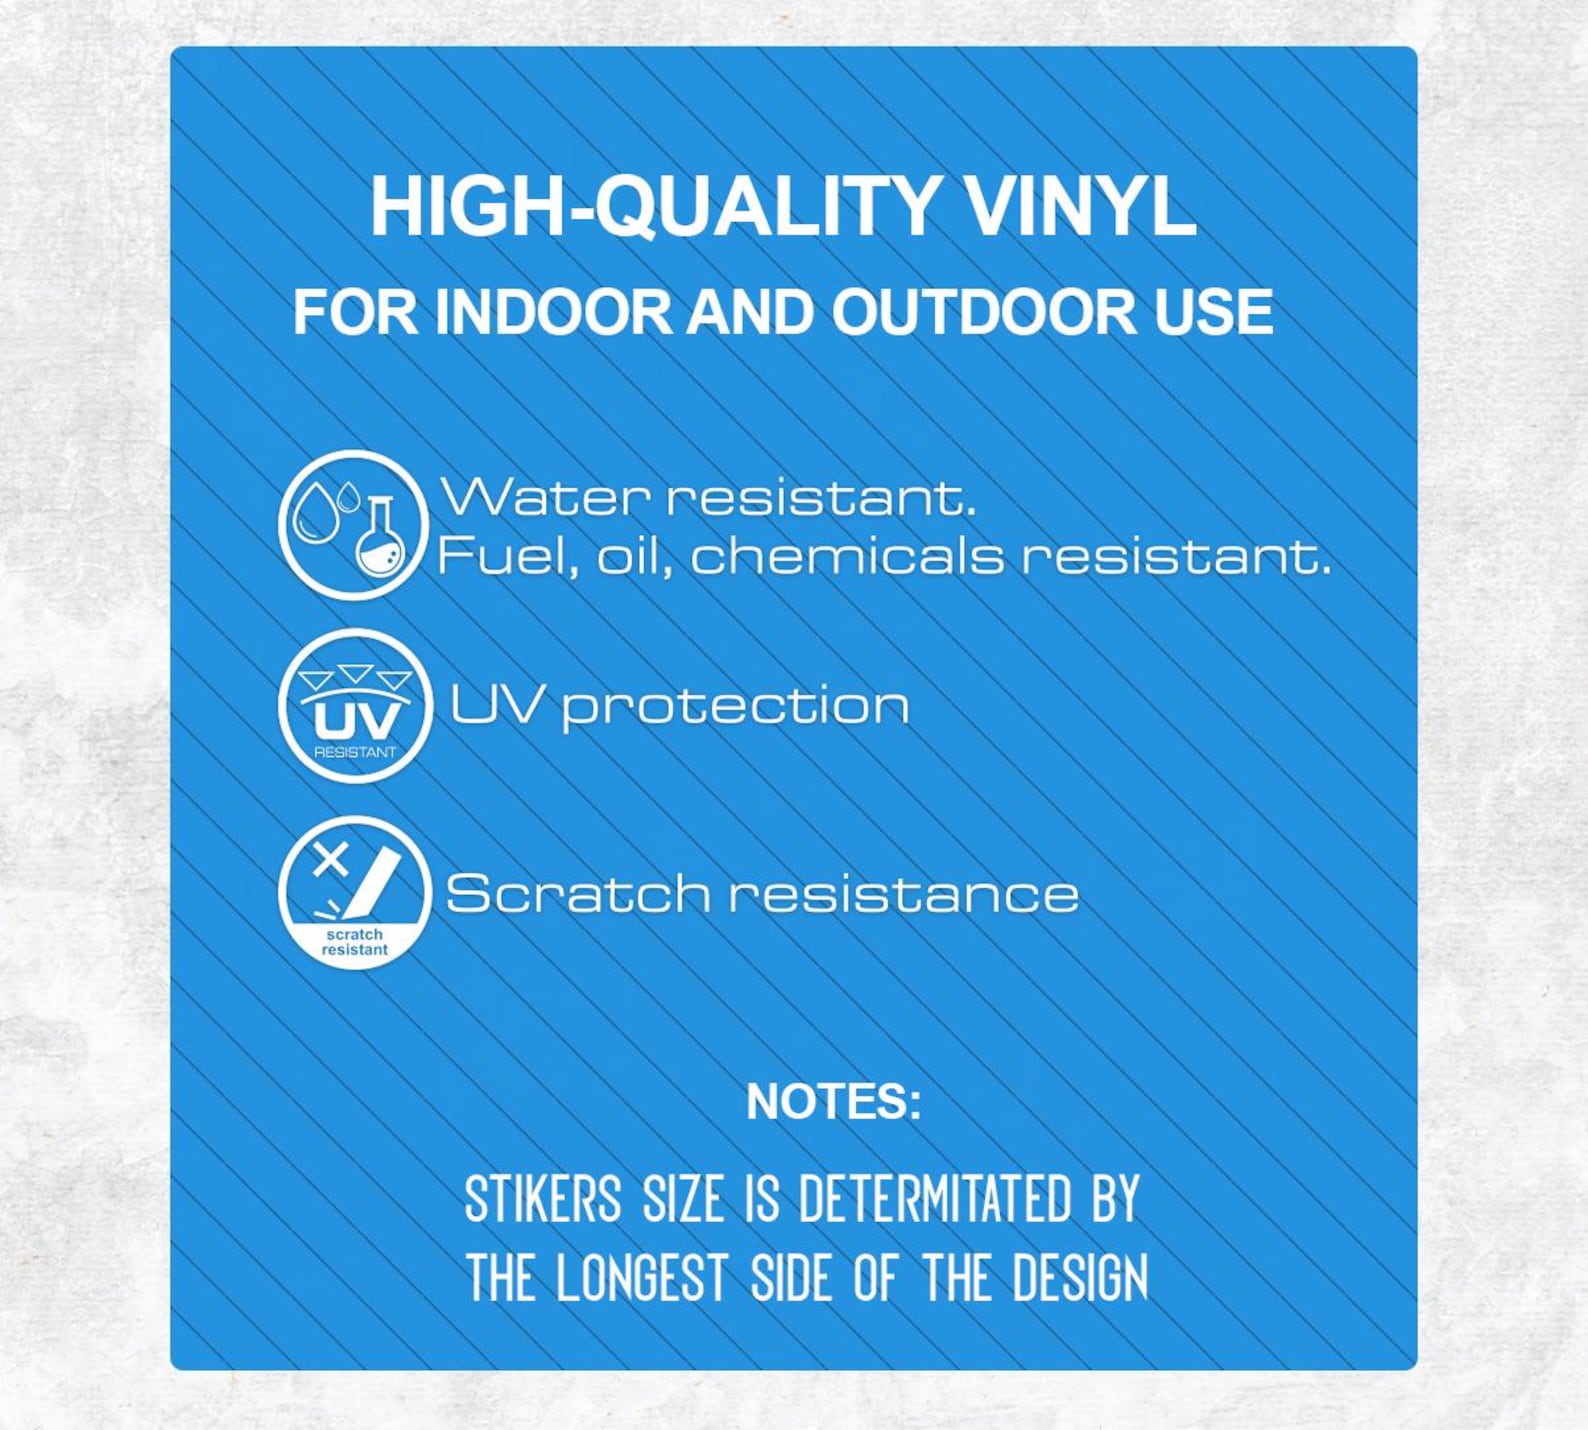 HIGH-QUALITY VINYL
FOR INDOOR AND OUTDOOR USE
Water resistant.
Fuel, oil, chemicals resistant.
UV
RESISTANT
UV protection
scratch
resistant
Scratch resistance
NOTES:
STIKERS SIZE IS DETERMITATED BY
THE LONGEST SIDE OF THE DESIGN